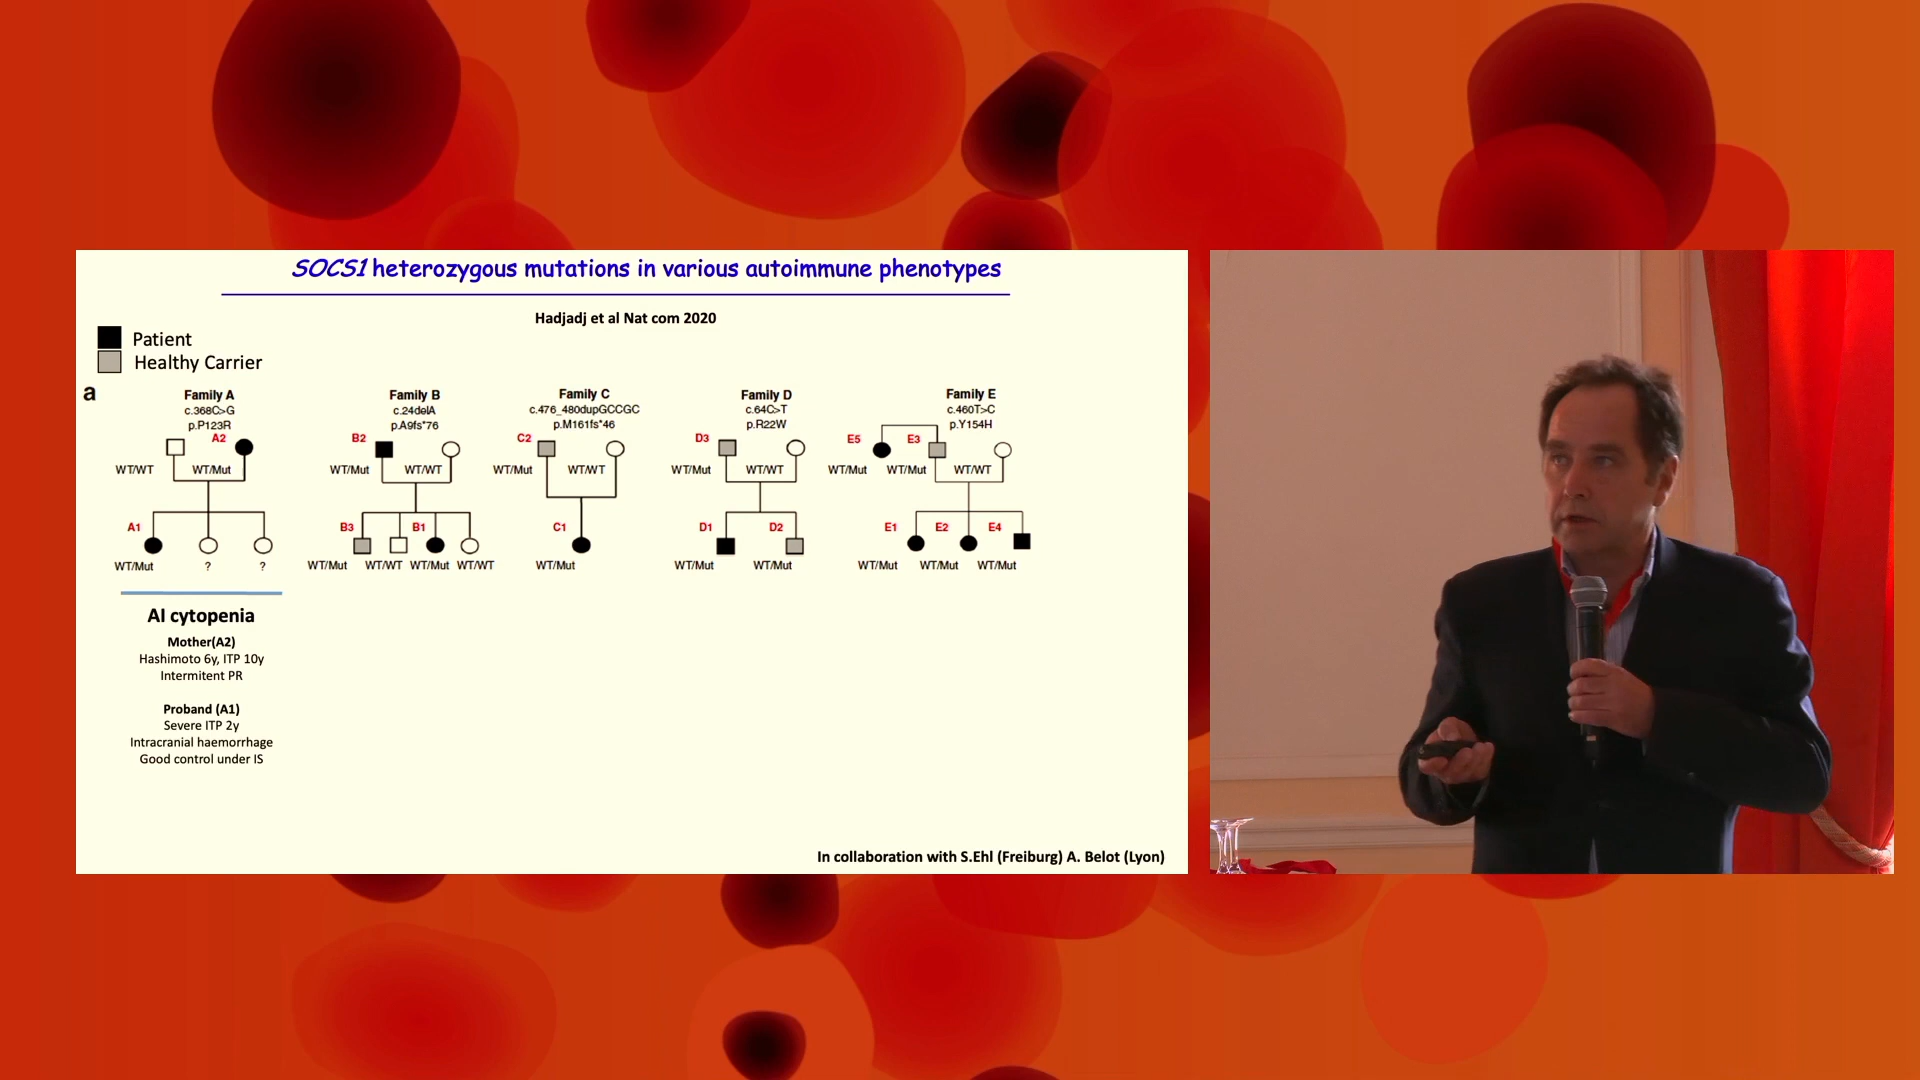 SOCS1 heterozygous mutations in various autoimmune phenotypes
Hadjadj et al Nat com 2020
Patient
Healthy Carrier
a
Family A
c.368C>G
p.P123R
A2
WT/WT
WT/Mut
A1
WT/Mut
?
?
Family B
c.24delA
p.A9fs*76
B2
WT/Mut
WT/WT
B3
B1
WT/Mut
WT/WT
WT/Mut
WT/WT
Family C
c.476_480dupGCCGC
p.M161fs*46
C2
WT/Mut
WT/WT
C1
WT/Mut
Family D
c.64C>T
p.R22W
D3
WT/Mut
WT/WT
D1
D2
WT/Mut
WT/Mut
Family E
c.460T>C
p.Y154H
E5
E3
WT/Mut
WT/Mut
WT/WT
E1
E2
E4
WT/Mut
WT/Mut
WT/Mut
AI cytopenia
Mother(A2)
Hashimoto 6y, ITP 10y
Intermitent PR
Proband (A1)
Severe ITP 2y
Intracranial haemorrhage
Good control under IS
In collaboration with S.Ehl (Freiburg) A. Belot (Lyon)